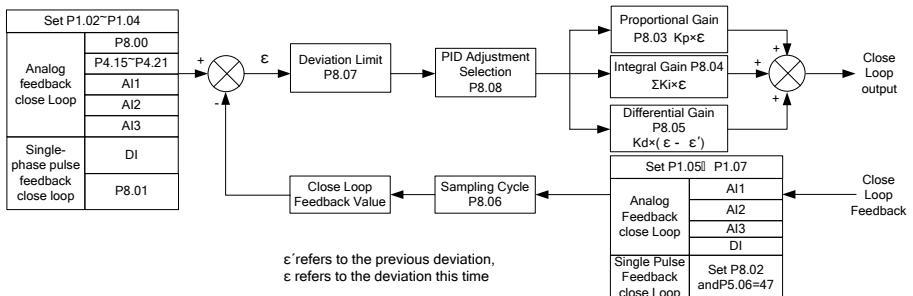 Set P1.02~P1.04
Analog
feedback
close Loop
P8.00
P4.15~P4.21
AI1
AI2
AI3
Single-
phase pulse
feedback
close loop
DI
P8.01
+
-
ε
Deviation Limit
P8.07
PID Adjustment
Selection
P8.08
Proportional Gain
P8.03 Kp×ε
Integral Gain P8.04
ΣKi×ε
Differential Gain
P8.05
Kd×( ε - ε′)
+
+
+
Close
Loop
output
Close Loop
Feedback Value
Sampling Cycle
P8.06
Set P1.05▯ P1.07
Analog
Feedback
close Loop
AI1
AI2
AI3
DI
Single Pulse
Feedback
close Loop
Set P8.02
andP5.06=47
Close
Loop
Feedback
ε′refers to the previous deviation,
ε refers to the deviation this time